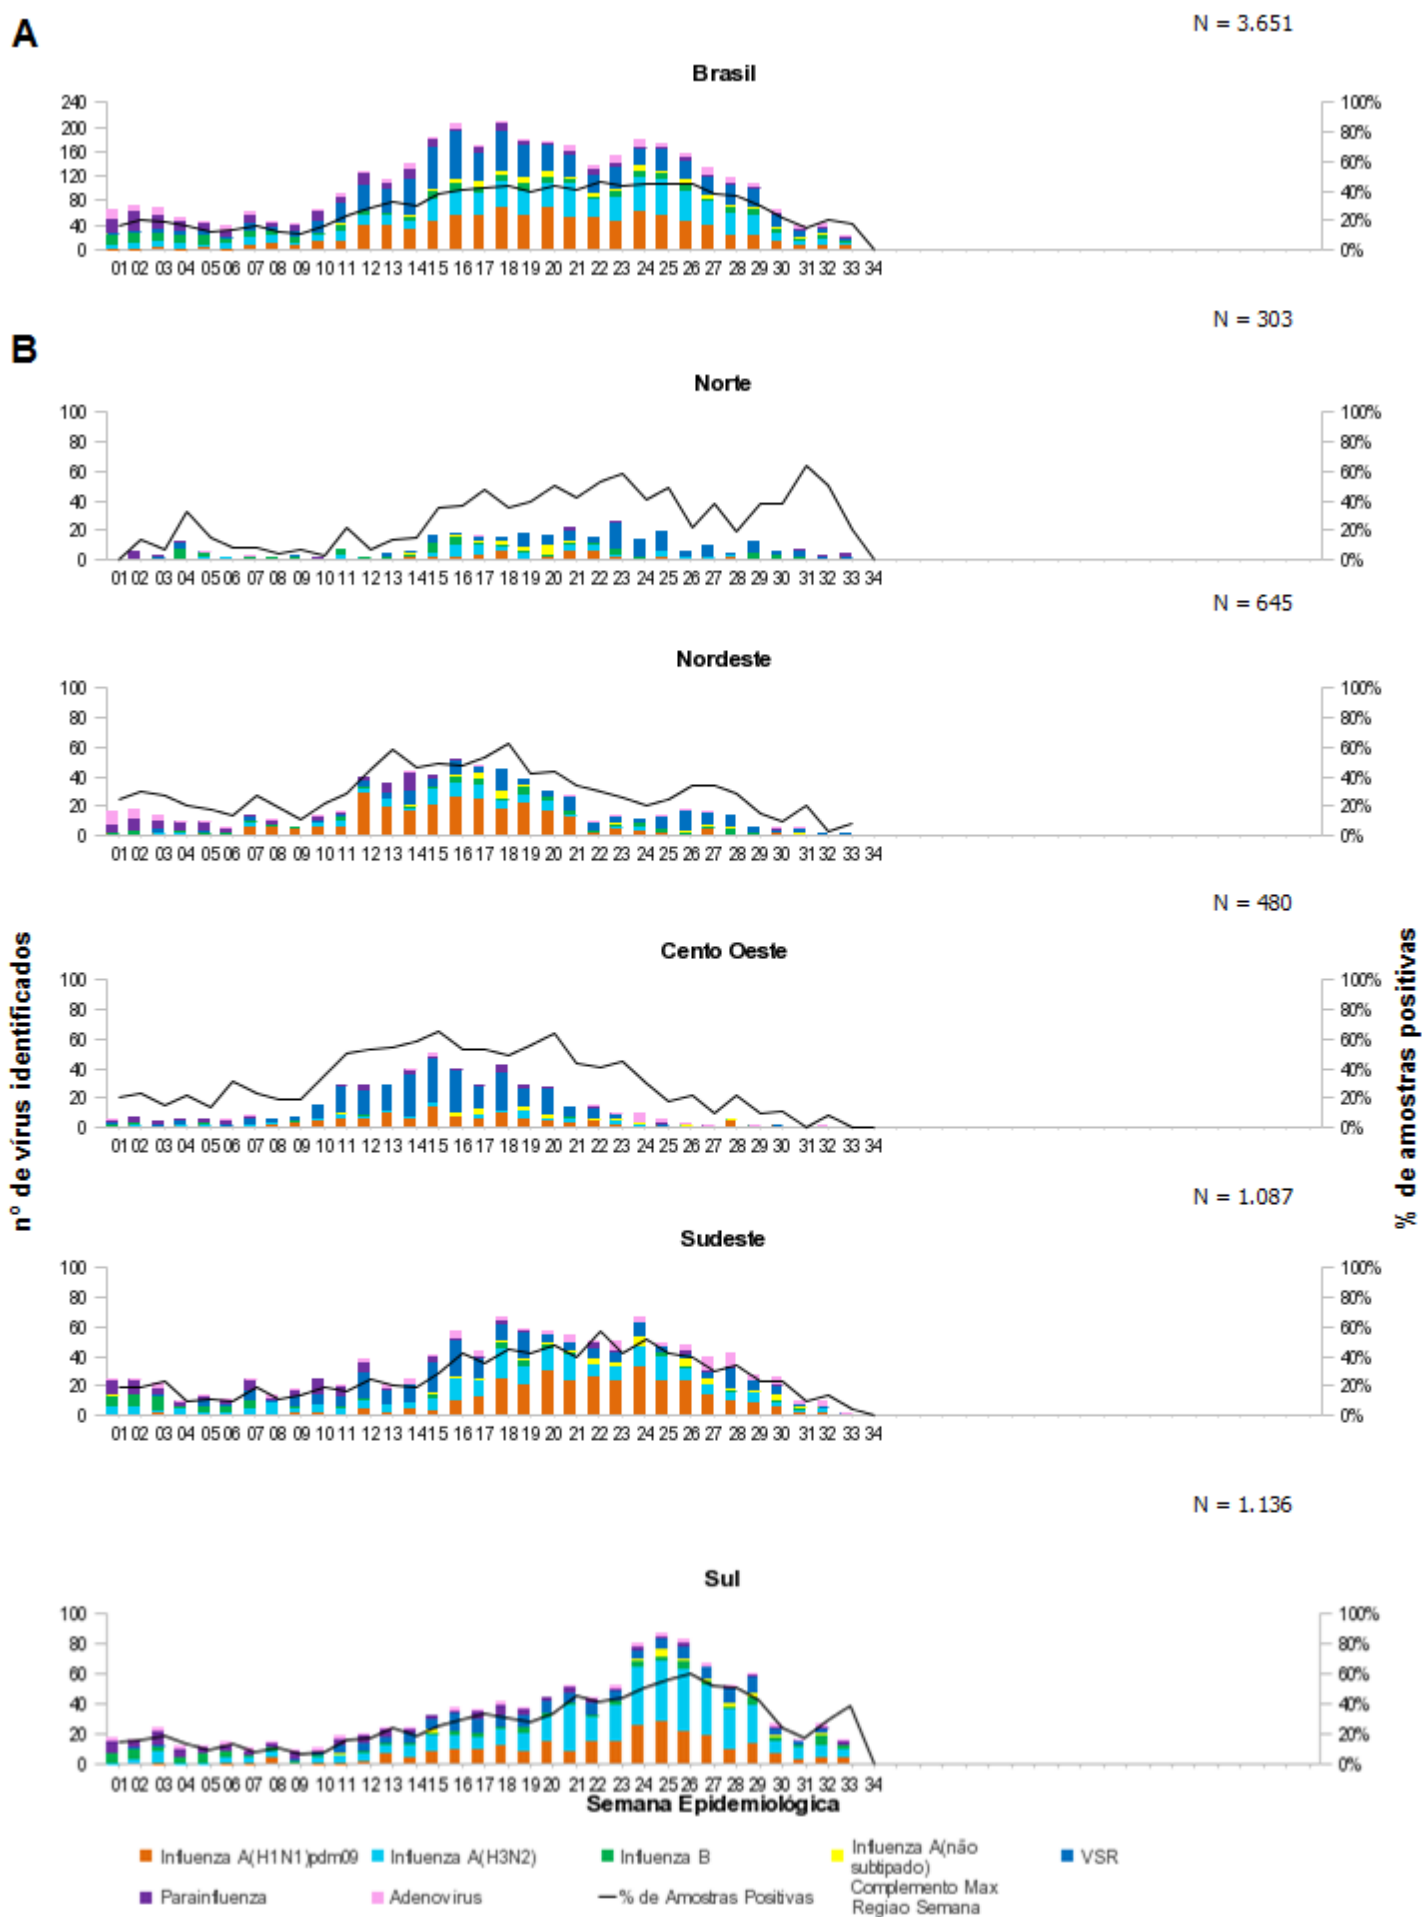 N = 3.651
A
Brasil
240 200 160 120 80 40 0
100% 80% 60% 40% 20% 0%
01 02 03 04 05 06 07 08 09 10 11 12 13 14 15 16 17 18 19 20 21 22 23 24 25 26 27 28 29 30 31 32 33 34
N = 303
B
Norte
100 80 60 40 20 0
100% 80% 60% 40% 20% 0%
01 02 03 04 05 06 07 08 09 10 11 12 13 14 15 16 17 18 19 20 21 22 23 24 25 26 27 28 29 30 31 32 33 34
N = 645
Nordeste
100 80 60 40 20 0
100% 80% 60% 40% 20% 0%
01 02 03 04 05 06 07 08 09 10 11 12 13 14 15 16 17 18 19 20 21 22 23 24 25 26 27 28 29 30 31 32 33 34
N = 480
Cento Oeste
100 80 60 40 20 0
100% 80% 60% 40% 20% 0%
01 02 03 04 05 06 07 08 09 10 11 12 13 14 15 16 17 18 19 20 21 22 23 24 25 26 27 28 29 30 31 32 33 34
nº de vírus identificados
% de amostras positivas
N = 1.087
Sudeste
100 80 60 40 20 0
100% 80% 60% 40% 20% 0%
01 02 03 04 05 06 07 08 09 10 11 12 13 14 15 16 17 18 19 20 21 22 23 24 25 26 27 28 29 30 31 32 33 34
N = 1.136
Sul
100 80 60 40 20 0
100% 80% 60% 40% 20% 0%
01 02 03 04 05 06 07 08 09 10 11 12 13 14 15 16 17 18 19 20 21 22 23 24 25 26 27 28 29 30 31 32 33 34
Semana Epidemiológica
Influenza A(H1N1)pdm09
Influenza A(H3N2)
Influenza B
Influenza A(não
subtipado)
VSR
Parainfluenza
Adenovirus
% de Amostras Positivas
Complemento Max
Regiao Semana